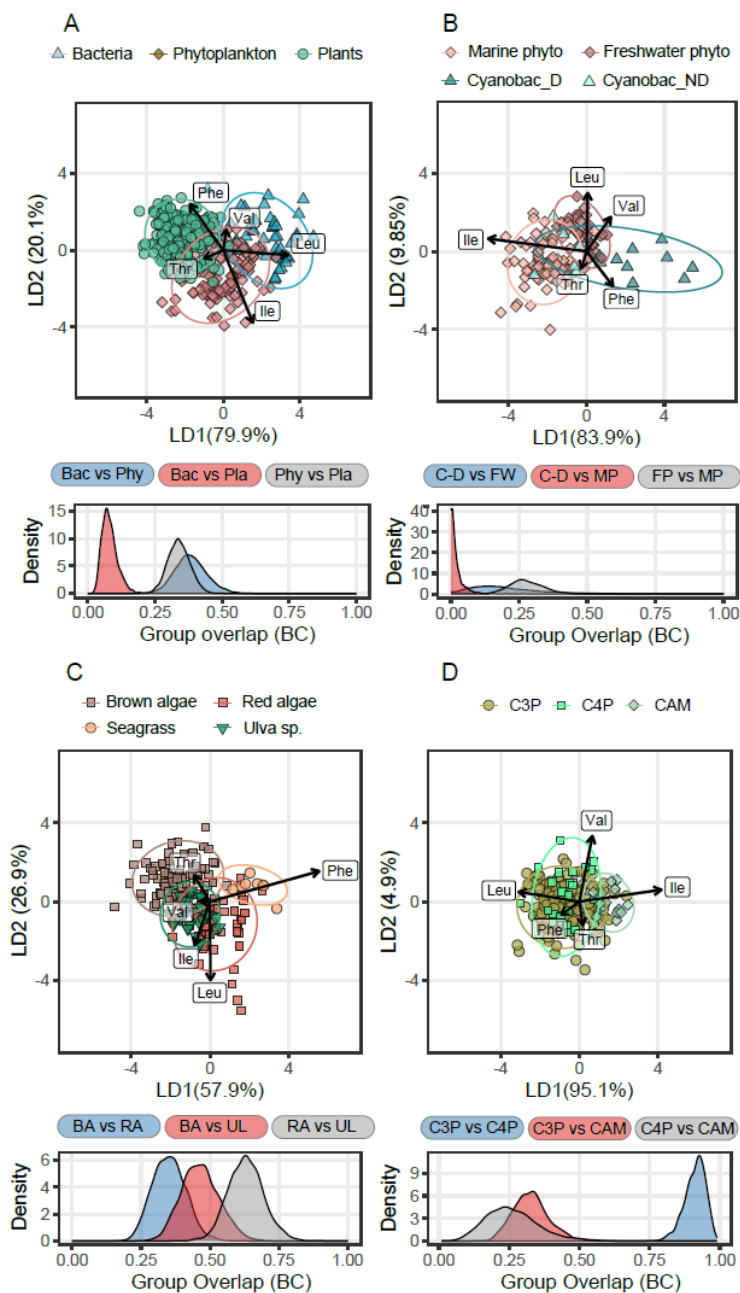 A
Bacteria Phytoplankton Plants
LD2 (20.1%)
4
0
-4
Phe
Val
Leu
Thr
Ile
-4 0 4
LD1(79.9%)
Bac vs Phy Bac vs Pla Phy vs Pla
Density
15
10
5
0
0.00 0.25 0.50 0.75 1.00
Group overlap (BC)
B
Marine phyto Freshwater phyto
Cyanobac_D Cyanobac_ND
LD2 (9.85%)
4
0
-4
Leu
Val
Ile
Thr
Phe
-4 0 4
LD1(83.9%)
C-D vs FW C-D vs MP FP vs MP
Density
40
30
20
10
0
0.00 0.25 0.50 0.75 1.00
Group Overlap (BC)
C
Brown algae Red algae
Seagrass Ulva sp.
LD2 (26.9%)
4
0
-4
Thr
Phe
Val
Ile
Leu
-4 0 4
LD1(57.9%)
BA vs RA BA vs UL RA vs UL
Density
6
4
2
0
0.00 0.25 0.50 0.75 1.00
Group Overlap (BC)
D
C3P C4P CAM
LD2 (4.9%)
4
0
-4
Val
Leu
Ile
Phe
Thr
-4 0 4
LD1(95.1%)
C3P vs C4P C3P vs CAM C4P vs CAM
Density
9
6
3
0
0.00 0.25 0.50 0.75 1.00
Group Overlap (BC)